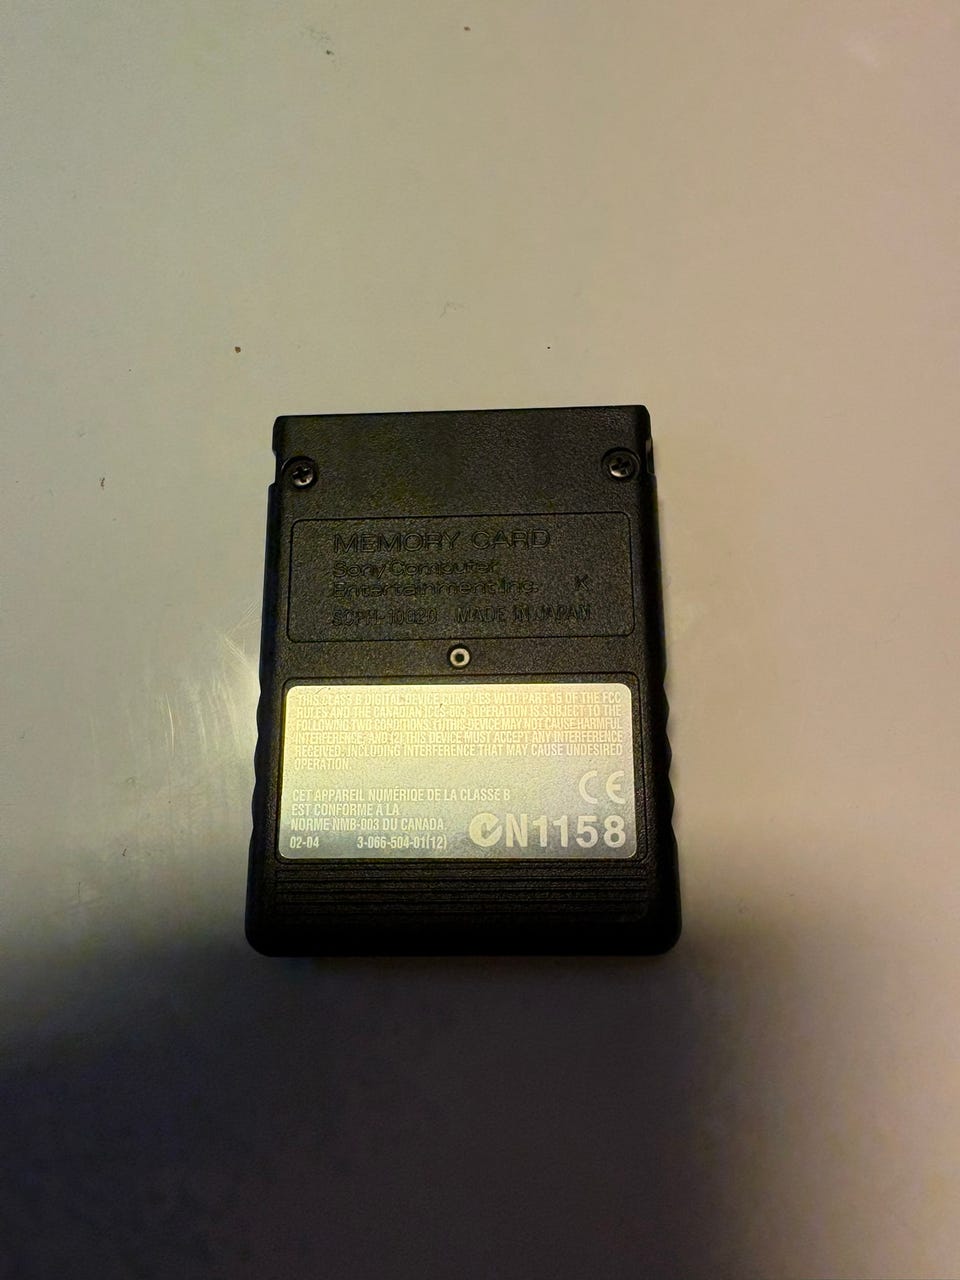 MEMORY CARD
Sony Computer
Entertainment Inc. K
SCPH-10020 MADE IN JAPAN
THIS CLASS B DIGITAL DEVICE COMPLIES WITH PART 15 OF THE FCC
RULES AND THE CANADIAN ICES-003. OPERATION IS SUBJECT TO THE
FOLLOWING TWO CONDITIONS. (1) THIS DEVICE MAY NOT CAUSE HARMFUL
INTERFERENCE, AND (2) THIS DEVICE MUST ACCEPT ANY INTERFERENCE
RECEIVED, INCLUDING INTERFERENCE THAT MAY CAUSE UNDESIRED
OPERATION.
CET APPAREIL NUMÉRIQE DE LA CLASSE B
EST CONFORME À LA
NORME NMB-003 DU CANADA.
CE
N1158
02-04 3-066-504-01(12)